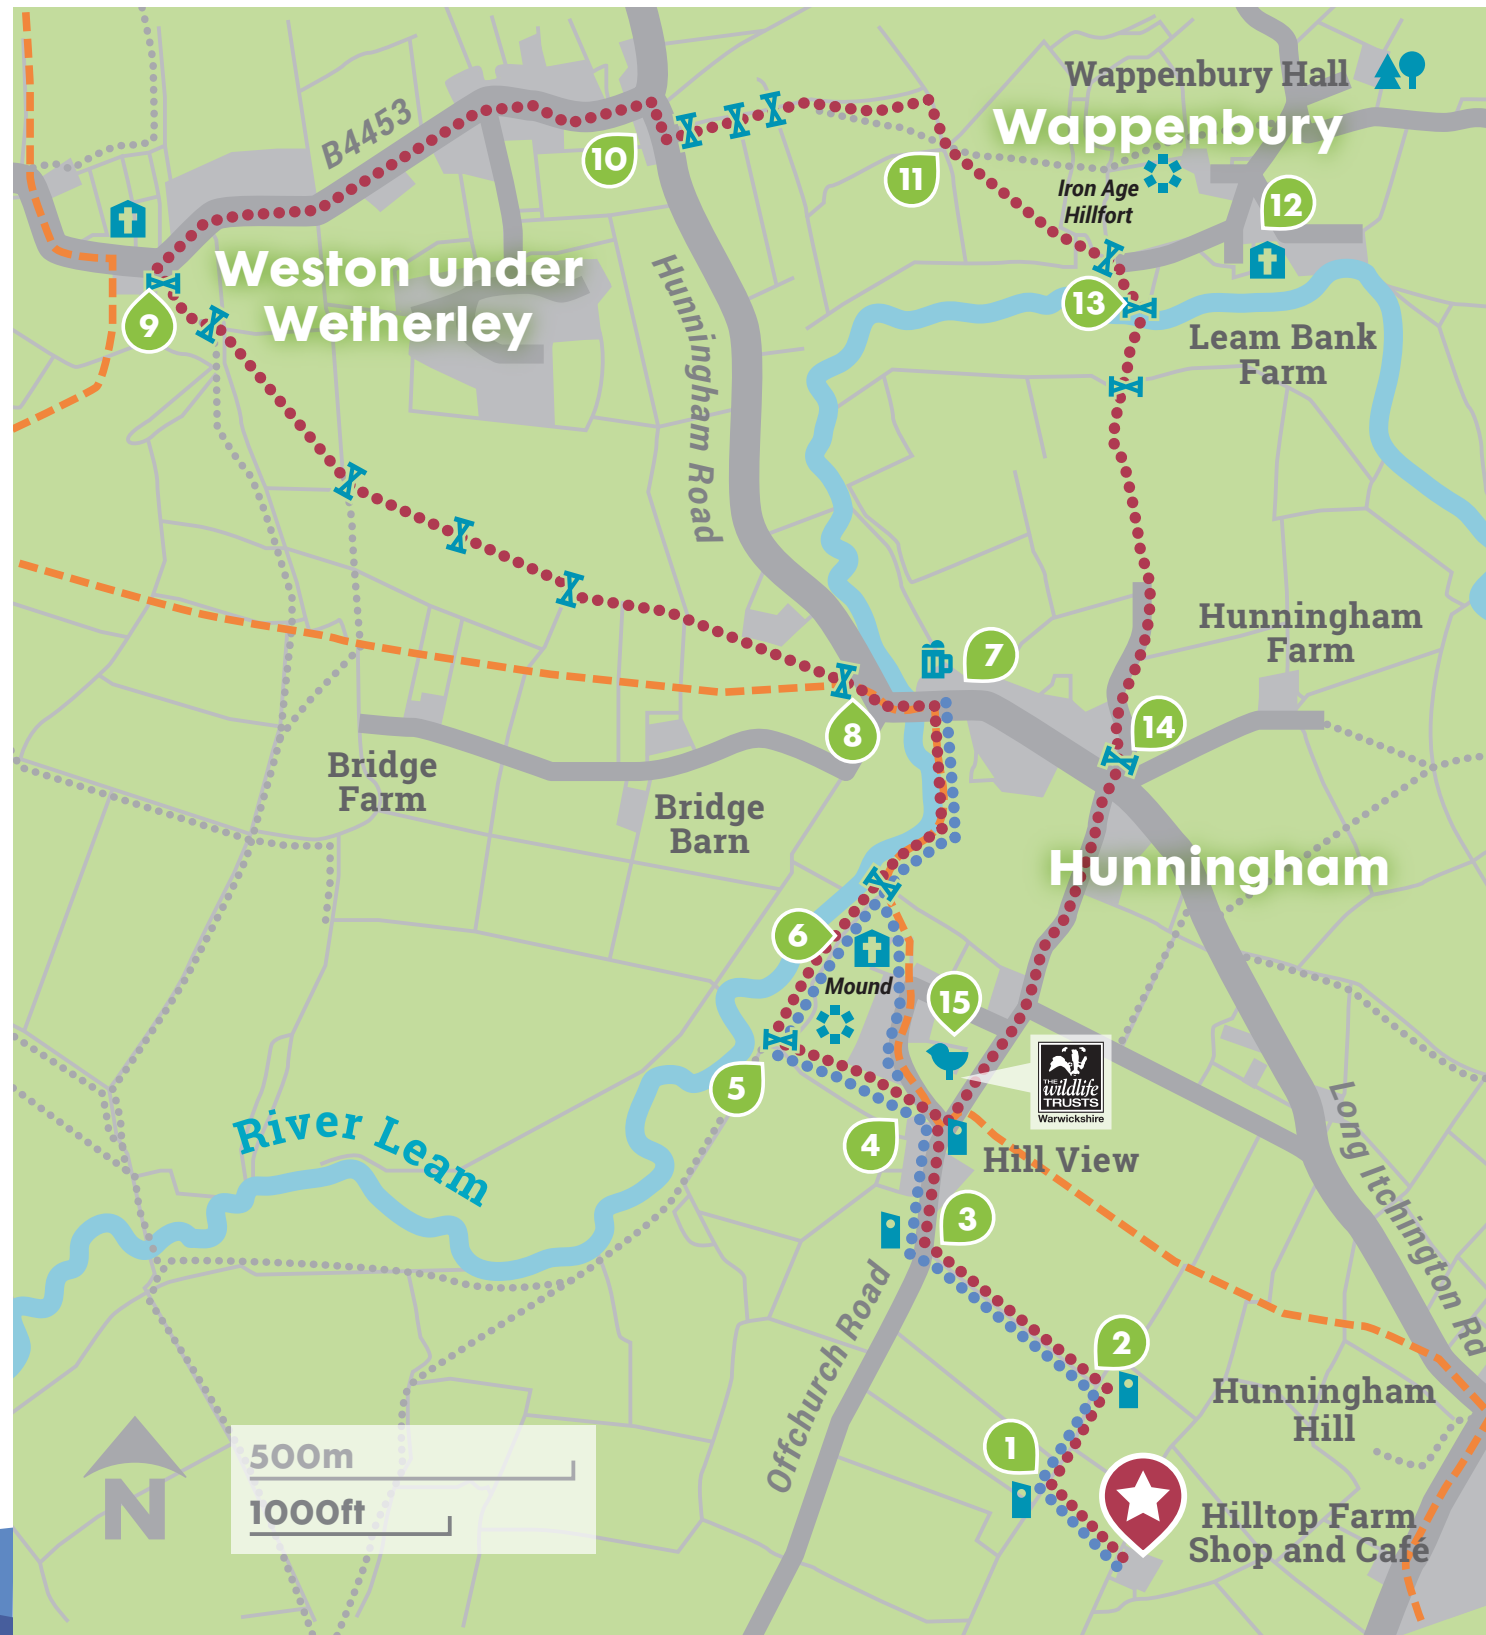 Wappenbury Hall
Wappenbury
B4453
10
11
Iron Age
Hillfort
12
Weston under
Wetherley
9
13
Hunningham Road
Leam Bank
Farm
Hunningham
Farm
7
8
14
Bridge
Farm
Bridge
Barn
Hunningham
6
Mound
15
5
THE
wildlife
TRUSTS
Warwickshire
River Leam
4
Hill View
Long Itchington Rd
3
Offchurch Road
2
Hunningham
Hill
1
500m
1000ft
N
Hilltop Farm
Shop and Café